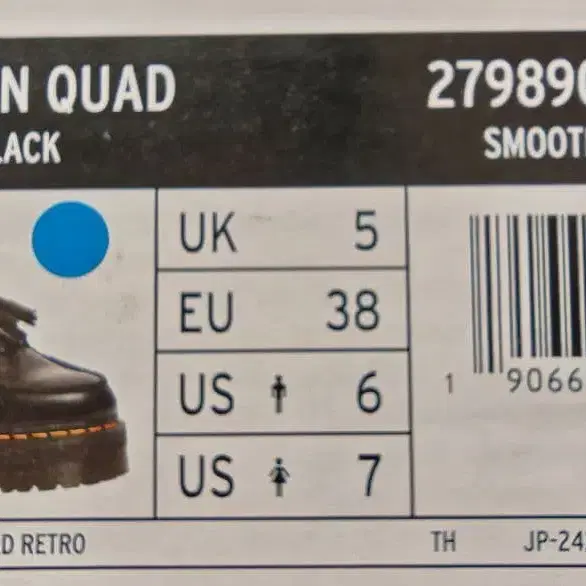 N QUAD 27989
LACK SMOOT
UK 5
EU 38
US 6
US 7
1 9066
D RETRO TH JP-24